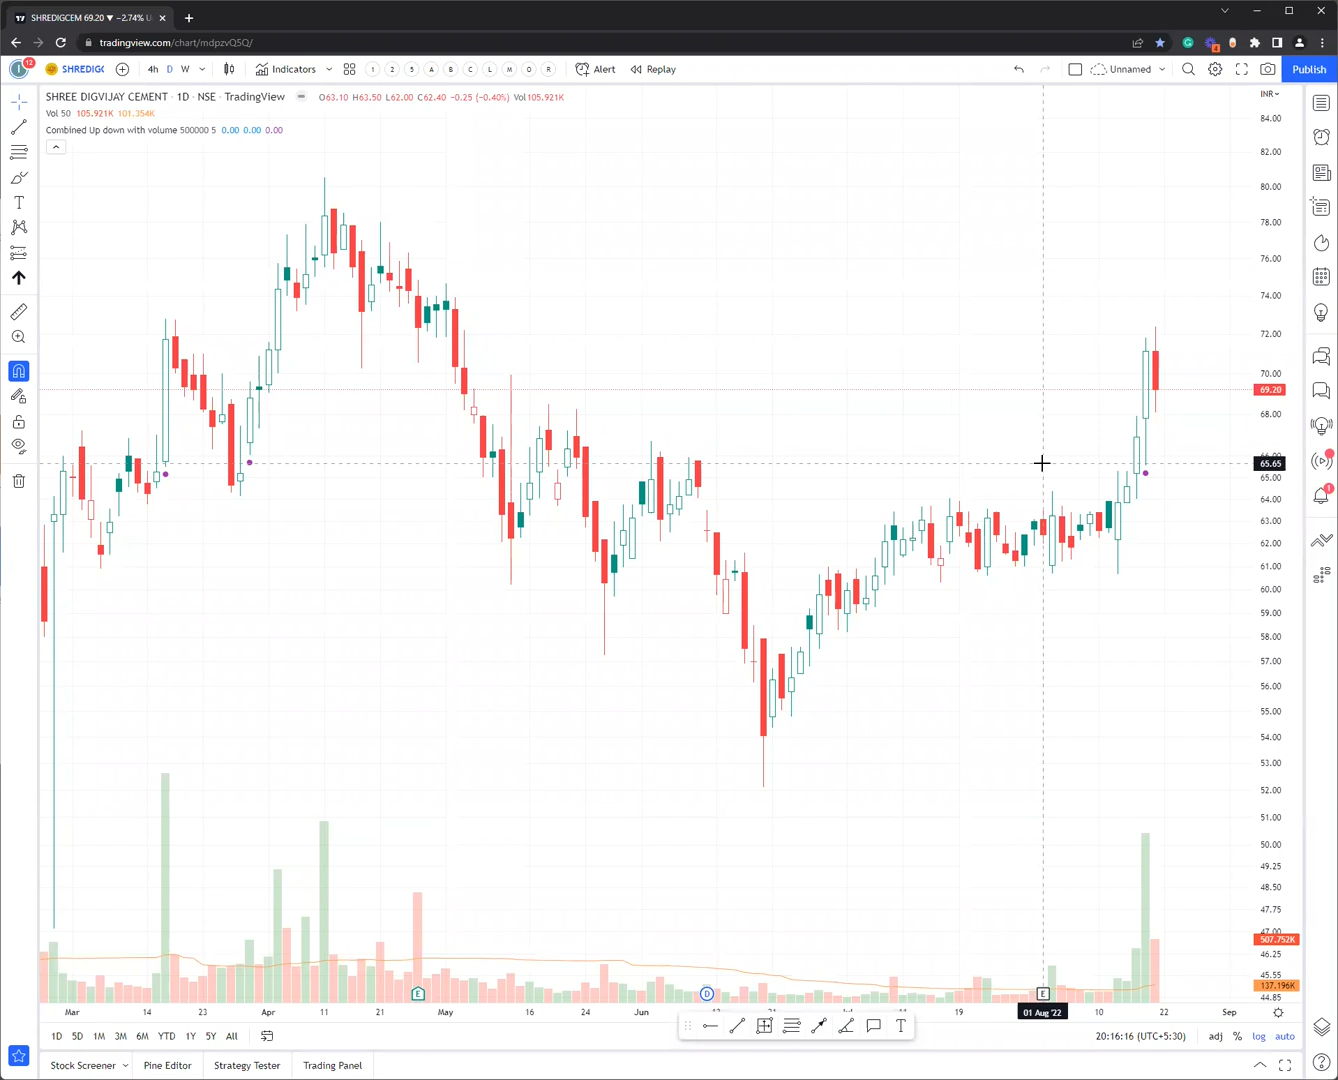 SHREDIGCEM 69.20 ▼ −2.74% U
tradingview.com/chart/mdpzvQ5Q/
12
SHREDIGC
4h D W
Indicators
1 2 5 A B C L M O R
Alert
Replay
Unnamed
Publish
SHREE DIGVIJAY CEMENT · 1D · NSE · TradingView
O63.10 H63.50 L62.00 C62.40 −0.25 (−0.40%) Vol105.921K
INR
Vol 50 105.921K 101.354K
Combined Up down with volume 500000 5 0.00 0.00 0.00
84.00
82.00
80.00
78.00
76.00
74.00
72.00
70.00
69.20
68.00
66.00
65.65
65.00
64.00
63.00
62.00
61.00
60.00
59.00
58.00
57.00
56.00
55.00
54.00
53.00
52.00
51.00
50.00
49.25
48.50
47.75
47.00
507.752K
46.25
45.55
137.196K
44.85
E D E
Mar 14 23 Apr 11 21 May 16 Jun 19 01 Aug '22 10 22 Sep
1D 5D 1M 3M 6M YTD 1Y 5Y All
20:16:16 (UTC+5:30) adj % log auto
Stock Screener Pine Editor Strategy Tester Trading Panel